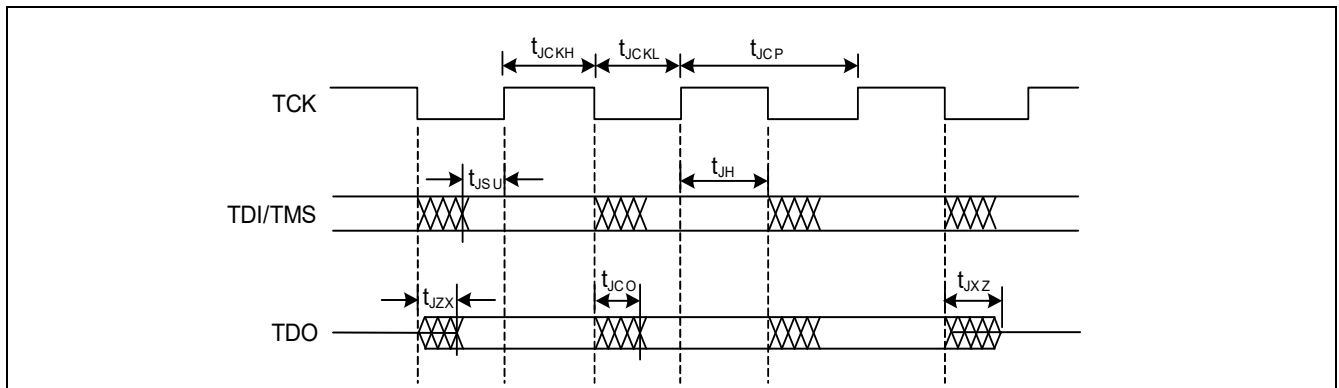 tJCKH tJCKL tJCP
TCK
tJSU tJH
TDI/TMS
tJZX tJCO tJXZ
TDO